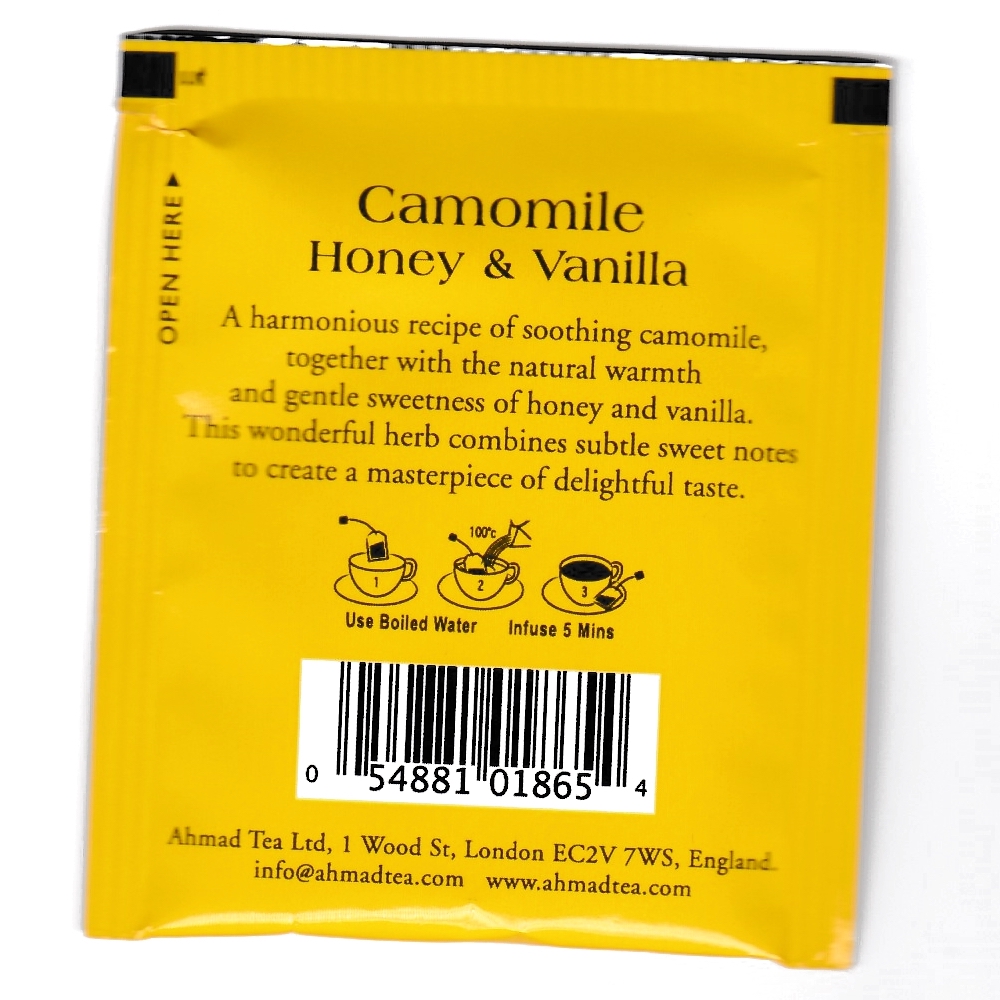 OPEN HERE
Camomile
Honey & Vanilla
A harmonious recipe of soothing camomile,
together with the natural warmth
and gentle sweetness of honey and vanilla.
This wonderful herb combines subtle sweet notes
to create a masterpiece of delightful taste.
100°c
1 2 3
Use Boiled Water Infuse 5 Mins
0 54881 01865 4
Ahmad Tea Ltd, 1 Wood St, London EC2V 7WS, England.
info@ahmadtea.com www.ahmadtea.com